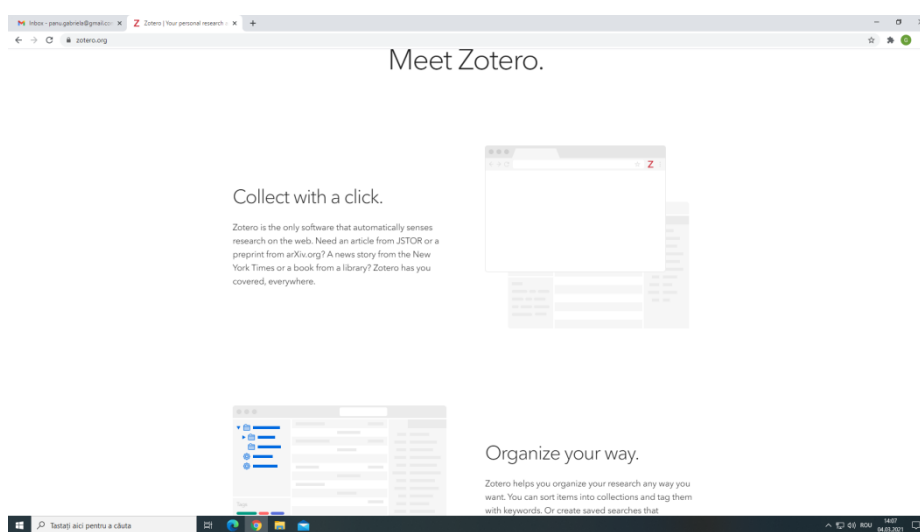 Inbox - panu.gabriela@gmail.co
Zotero | Your personal research
zotero.org
Meet Zotero.
Collect with a click.
Zotero is the only software that automatically senses
research on the web. Need an article from JSTOR or a
preprint from arXiv.org? A news story from the New
York Times or a book from a library? Zotero has you
covered, everywhere.
Z
Tags
Organize your way.
Zotero helps you organize your research any way you
want. You can sort items into collections and tag them
with keywords. Or create saved searches that
Tastați aici pentru a căuta
ROU
14:07
04.03.2021